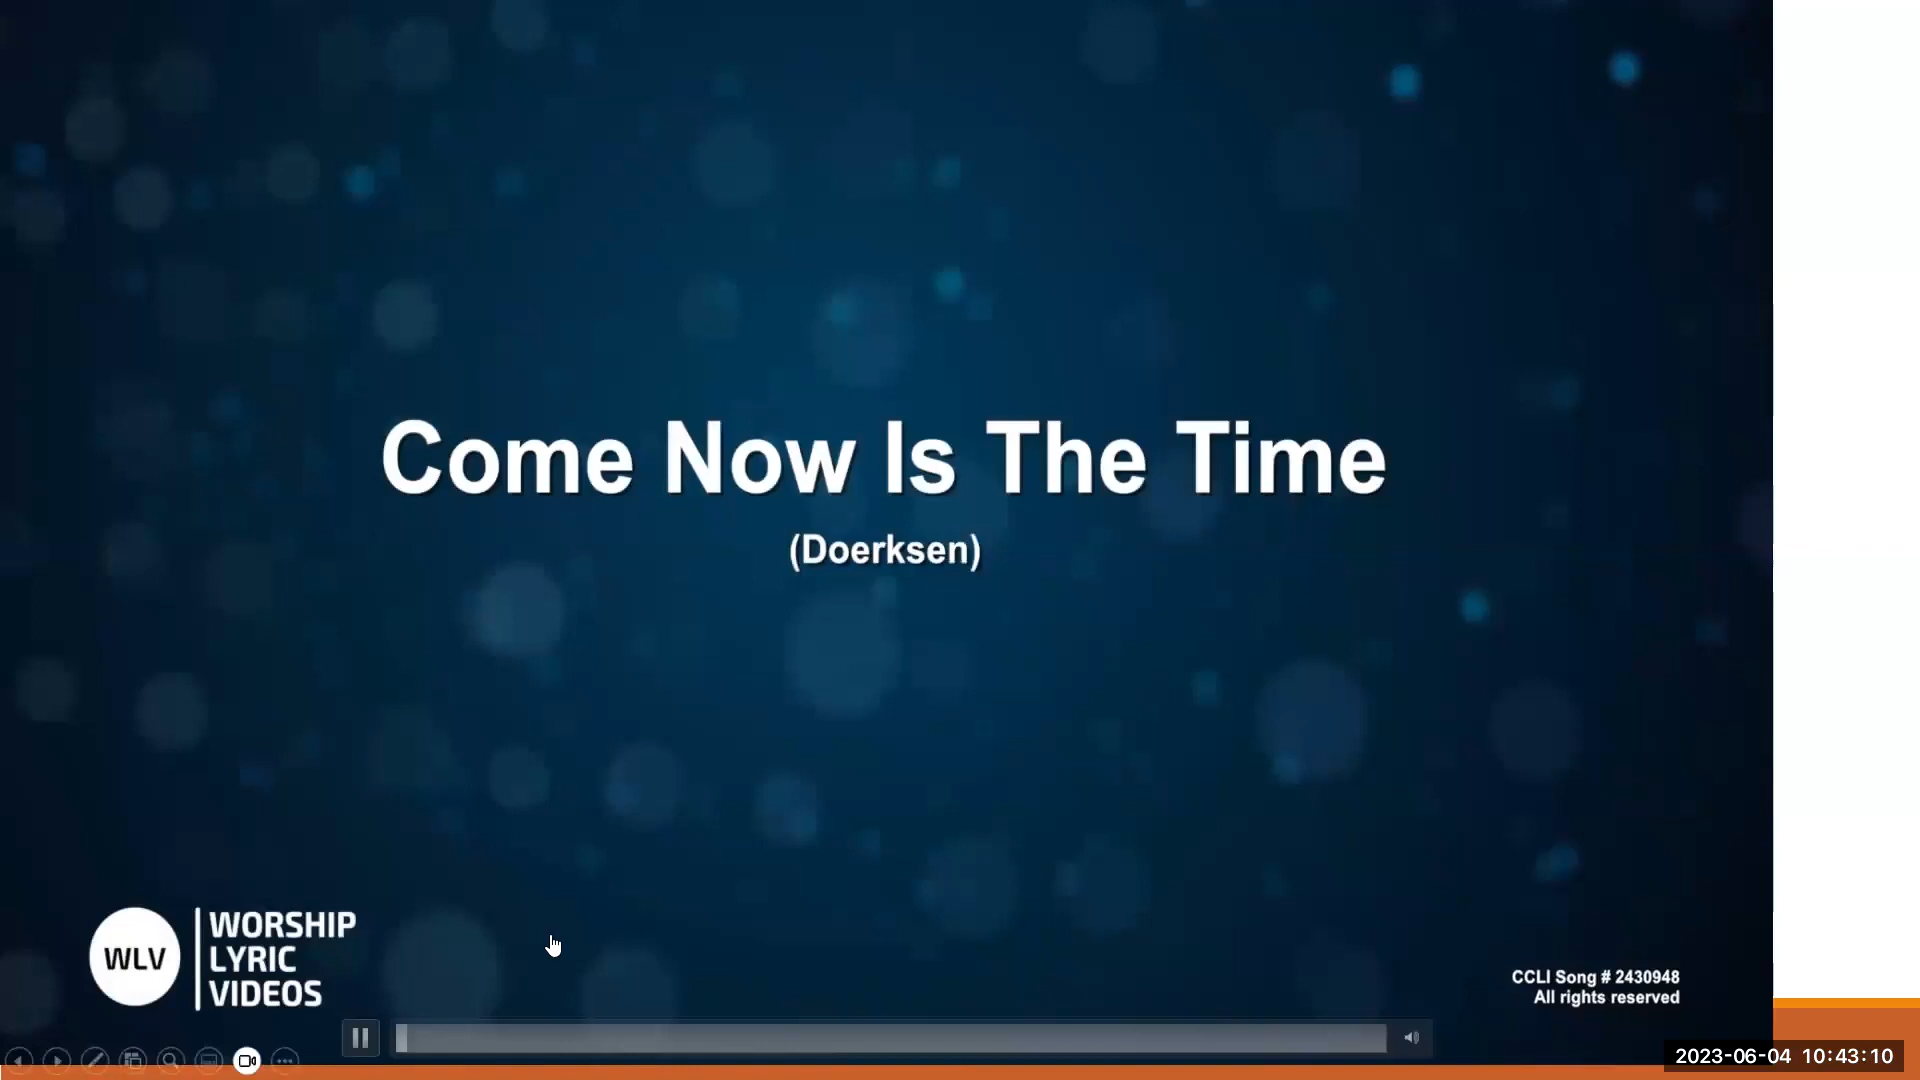 Come Now Is The Time
(Doerksen)
WLV
WORSHIP
LYRIC
VIDEOS
CCLI Song # 2430948
All rights reserved
2023-06-04 10:43:10